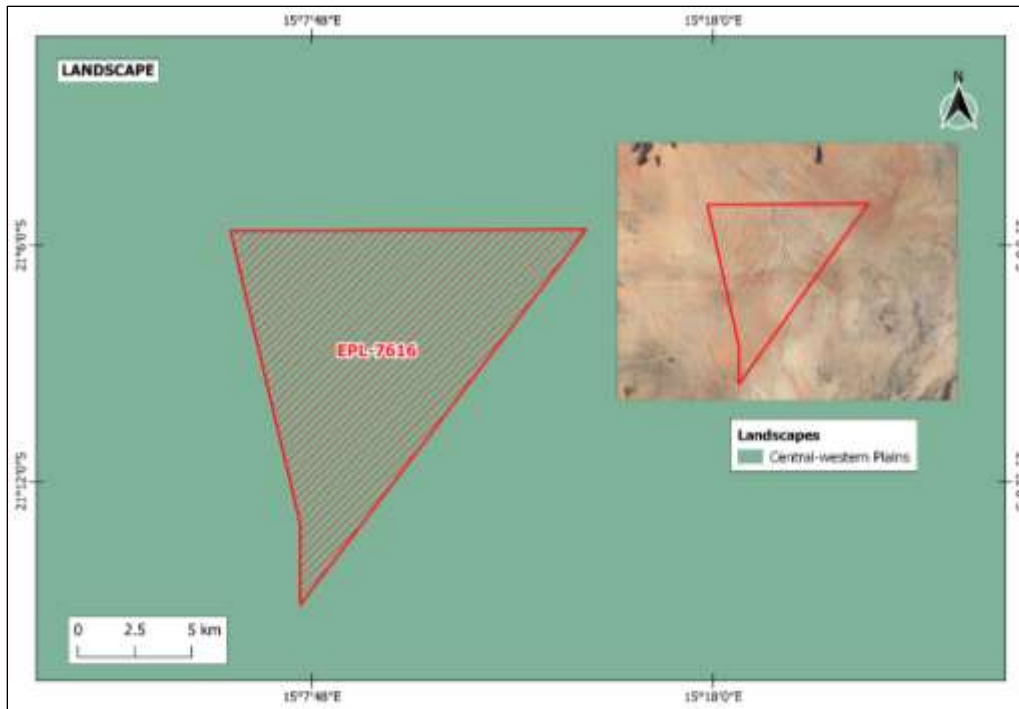 15°7'48"E 15°18'0"E
LANDSCAPE
N
21°6'0"S
EPL-7616
Landscapes
Central-western Plains
21°12'0"S
0 2.5 5 km
15°7'48"E 15°18'0"E